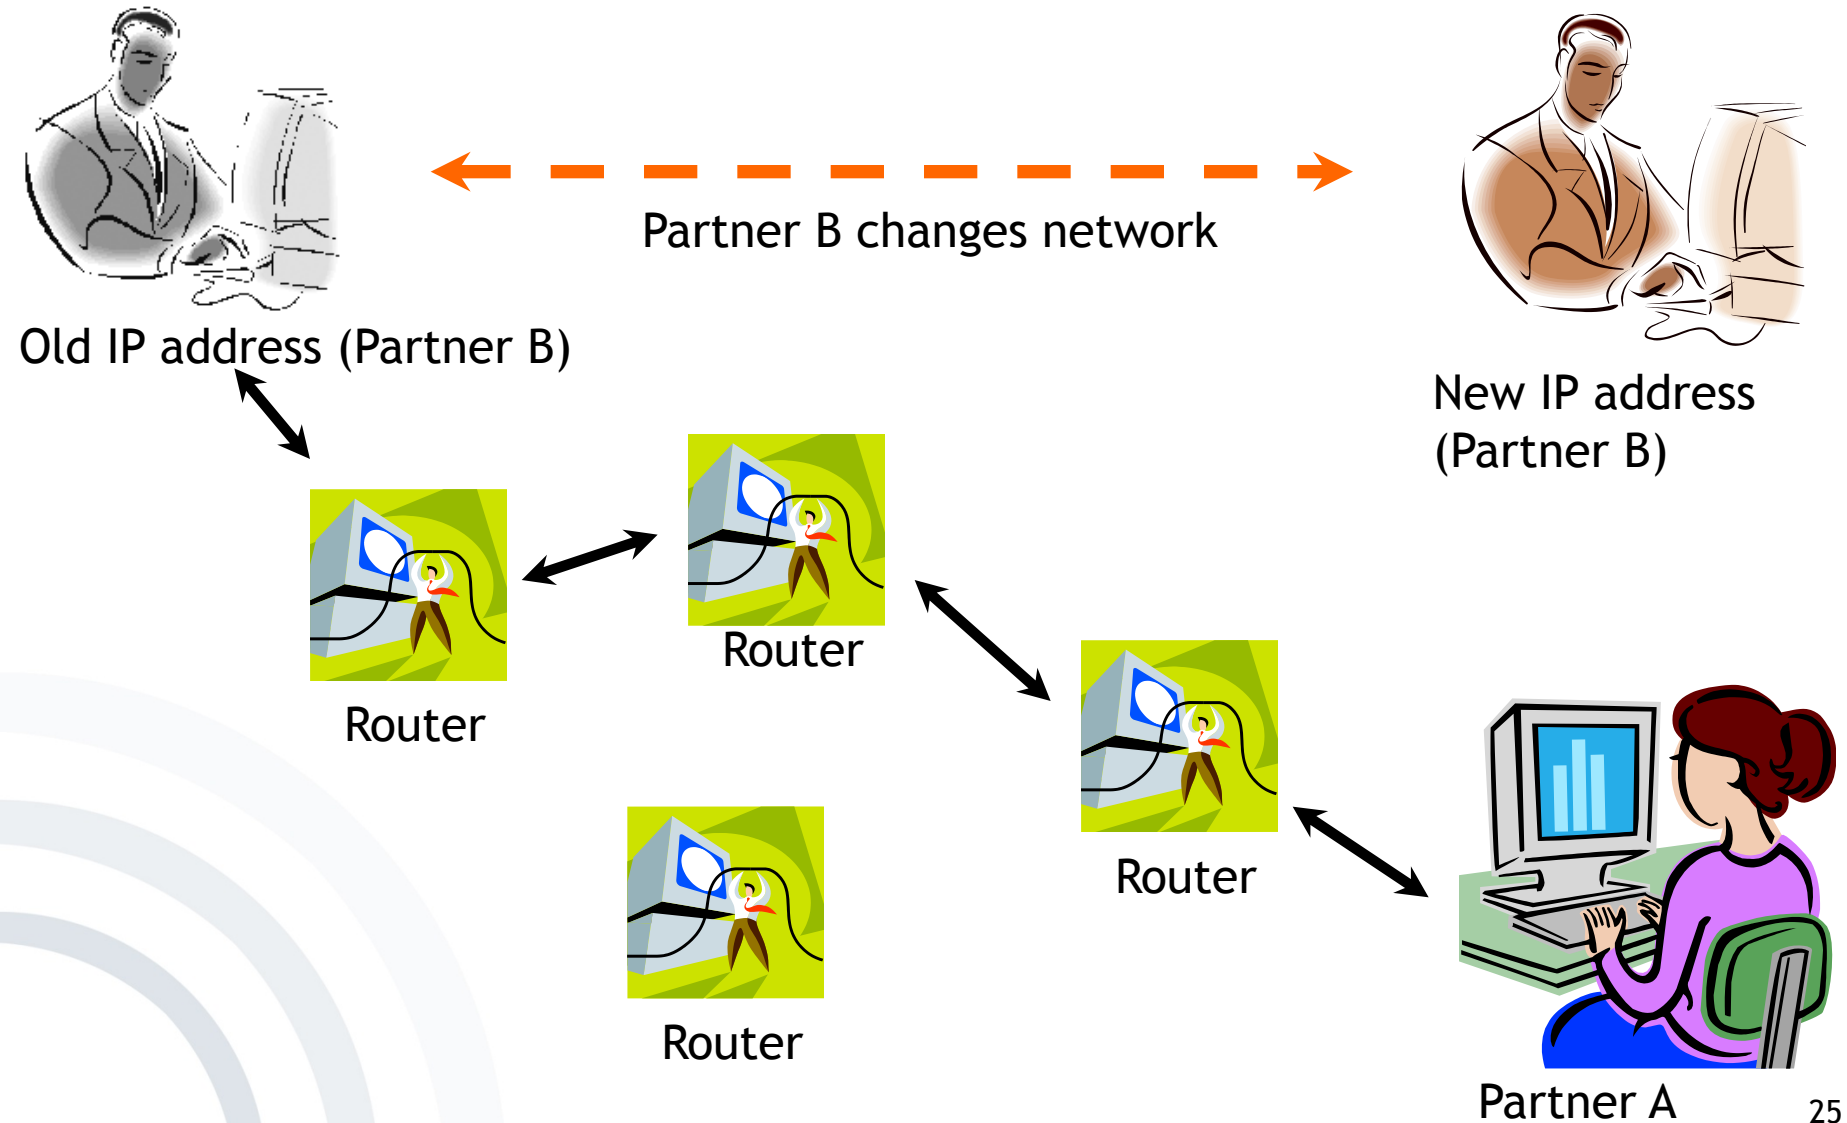 Partner B changes network
Old IP address (Partner B)
New IP address
(Partner B)
Router
Router
Router
Router
Partner A
25